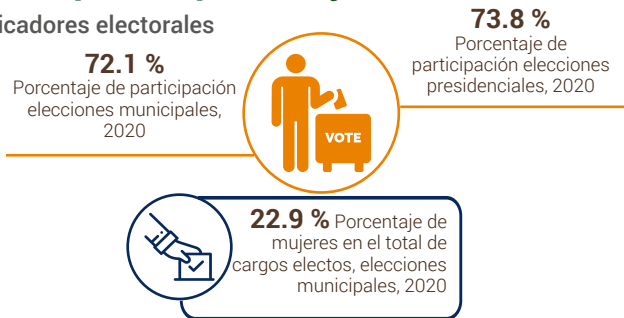 icadores electorales
72.1 %
Porcentaje de participación
elecciones municipales,
2020
73.8 %
Porcentaje de
participación elecciones
presidenciales, 2020
VOTE
22.9 % Porcentaje de
mujeres en el total de
cargos electos, elecciones
municipales, 2020